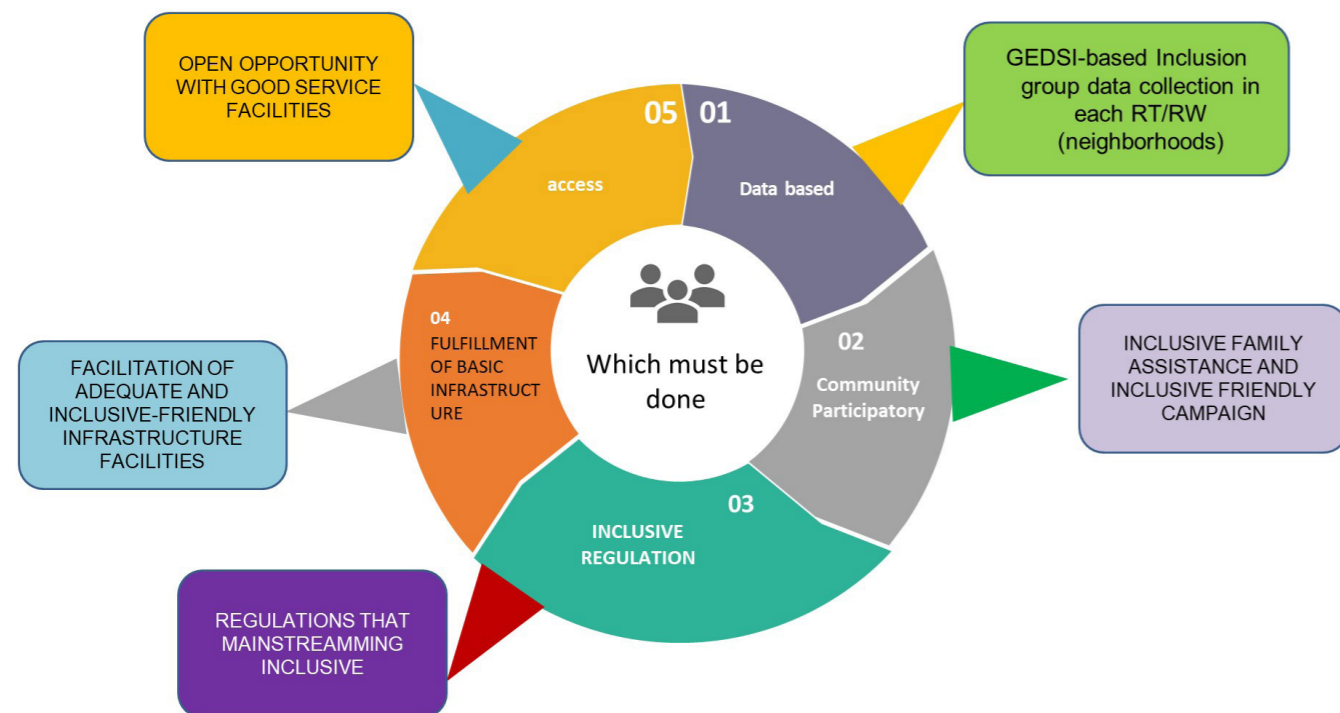 OPEN OPPORTUNITY
WITH GOOD SERVICE
FACILITIES
GEDSI-based Inclusion
group data collection in
each RT/RW
(neighborhoods)
05
access
01
Data based
02
Community
Participatory
INCLUSIVE FAMILY
ASSISTANCE AND
INCLUSIVE FRIENDLY
CAMPAIGN
03
INCLUSIVE
REGULATION
REGULATIONS THAT
MAINSTREAMMING
INCLUSIVE
04
FULFILLMENT
OF BASIC
INFRASTRUCT
URE
FACILITATION OF
ADEQUATE AND
INCLUSIVE-FRIENDLY
INFRASTRUCTURE
FACILITIES
Which must be
done